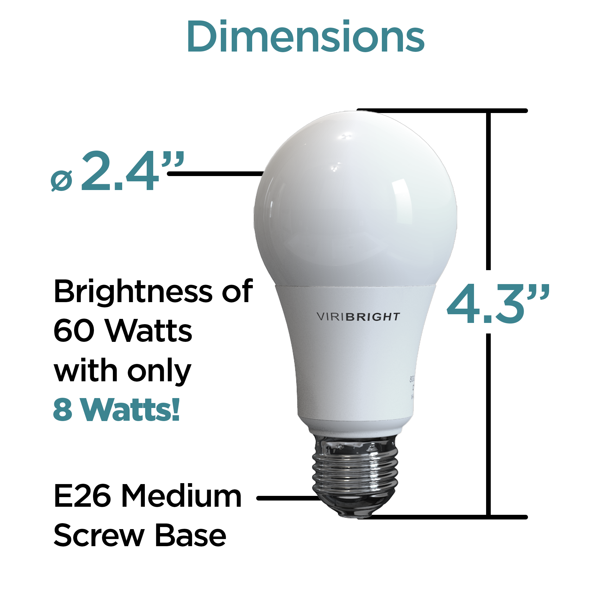 Dimensions
ø 2.4”
Brightness of
60 Watts
with only
8 Watts!
VIRIBRIGHT
4.3”
E26 Medium
Screw Base